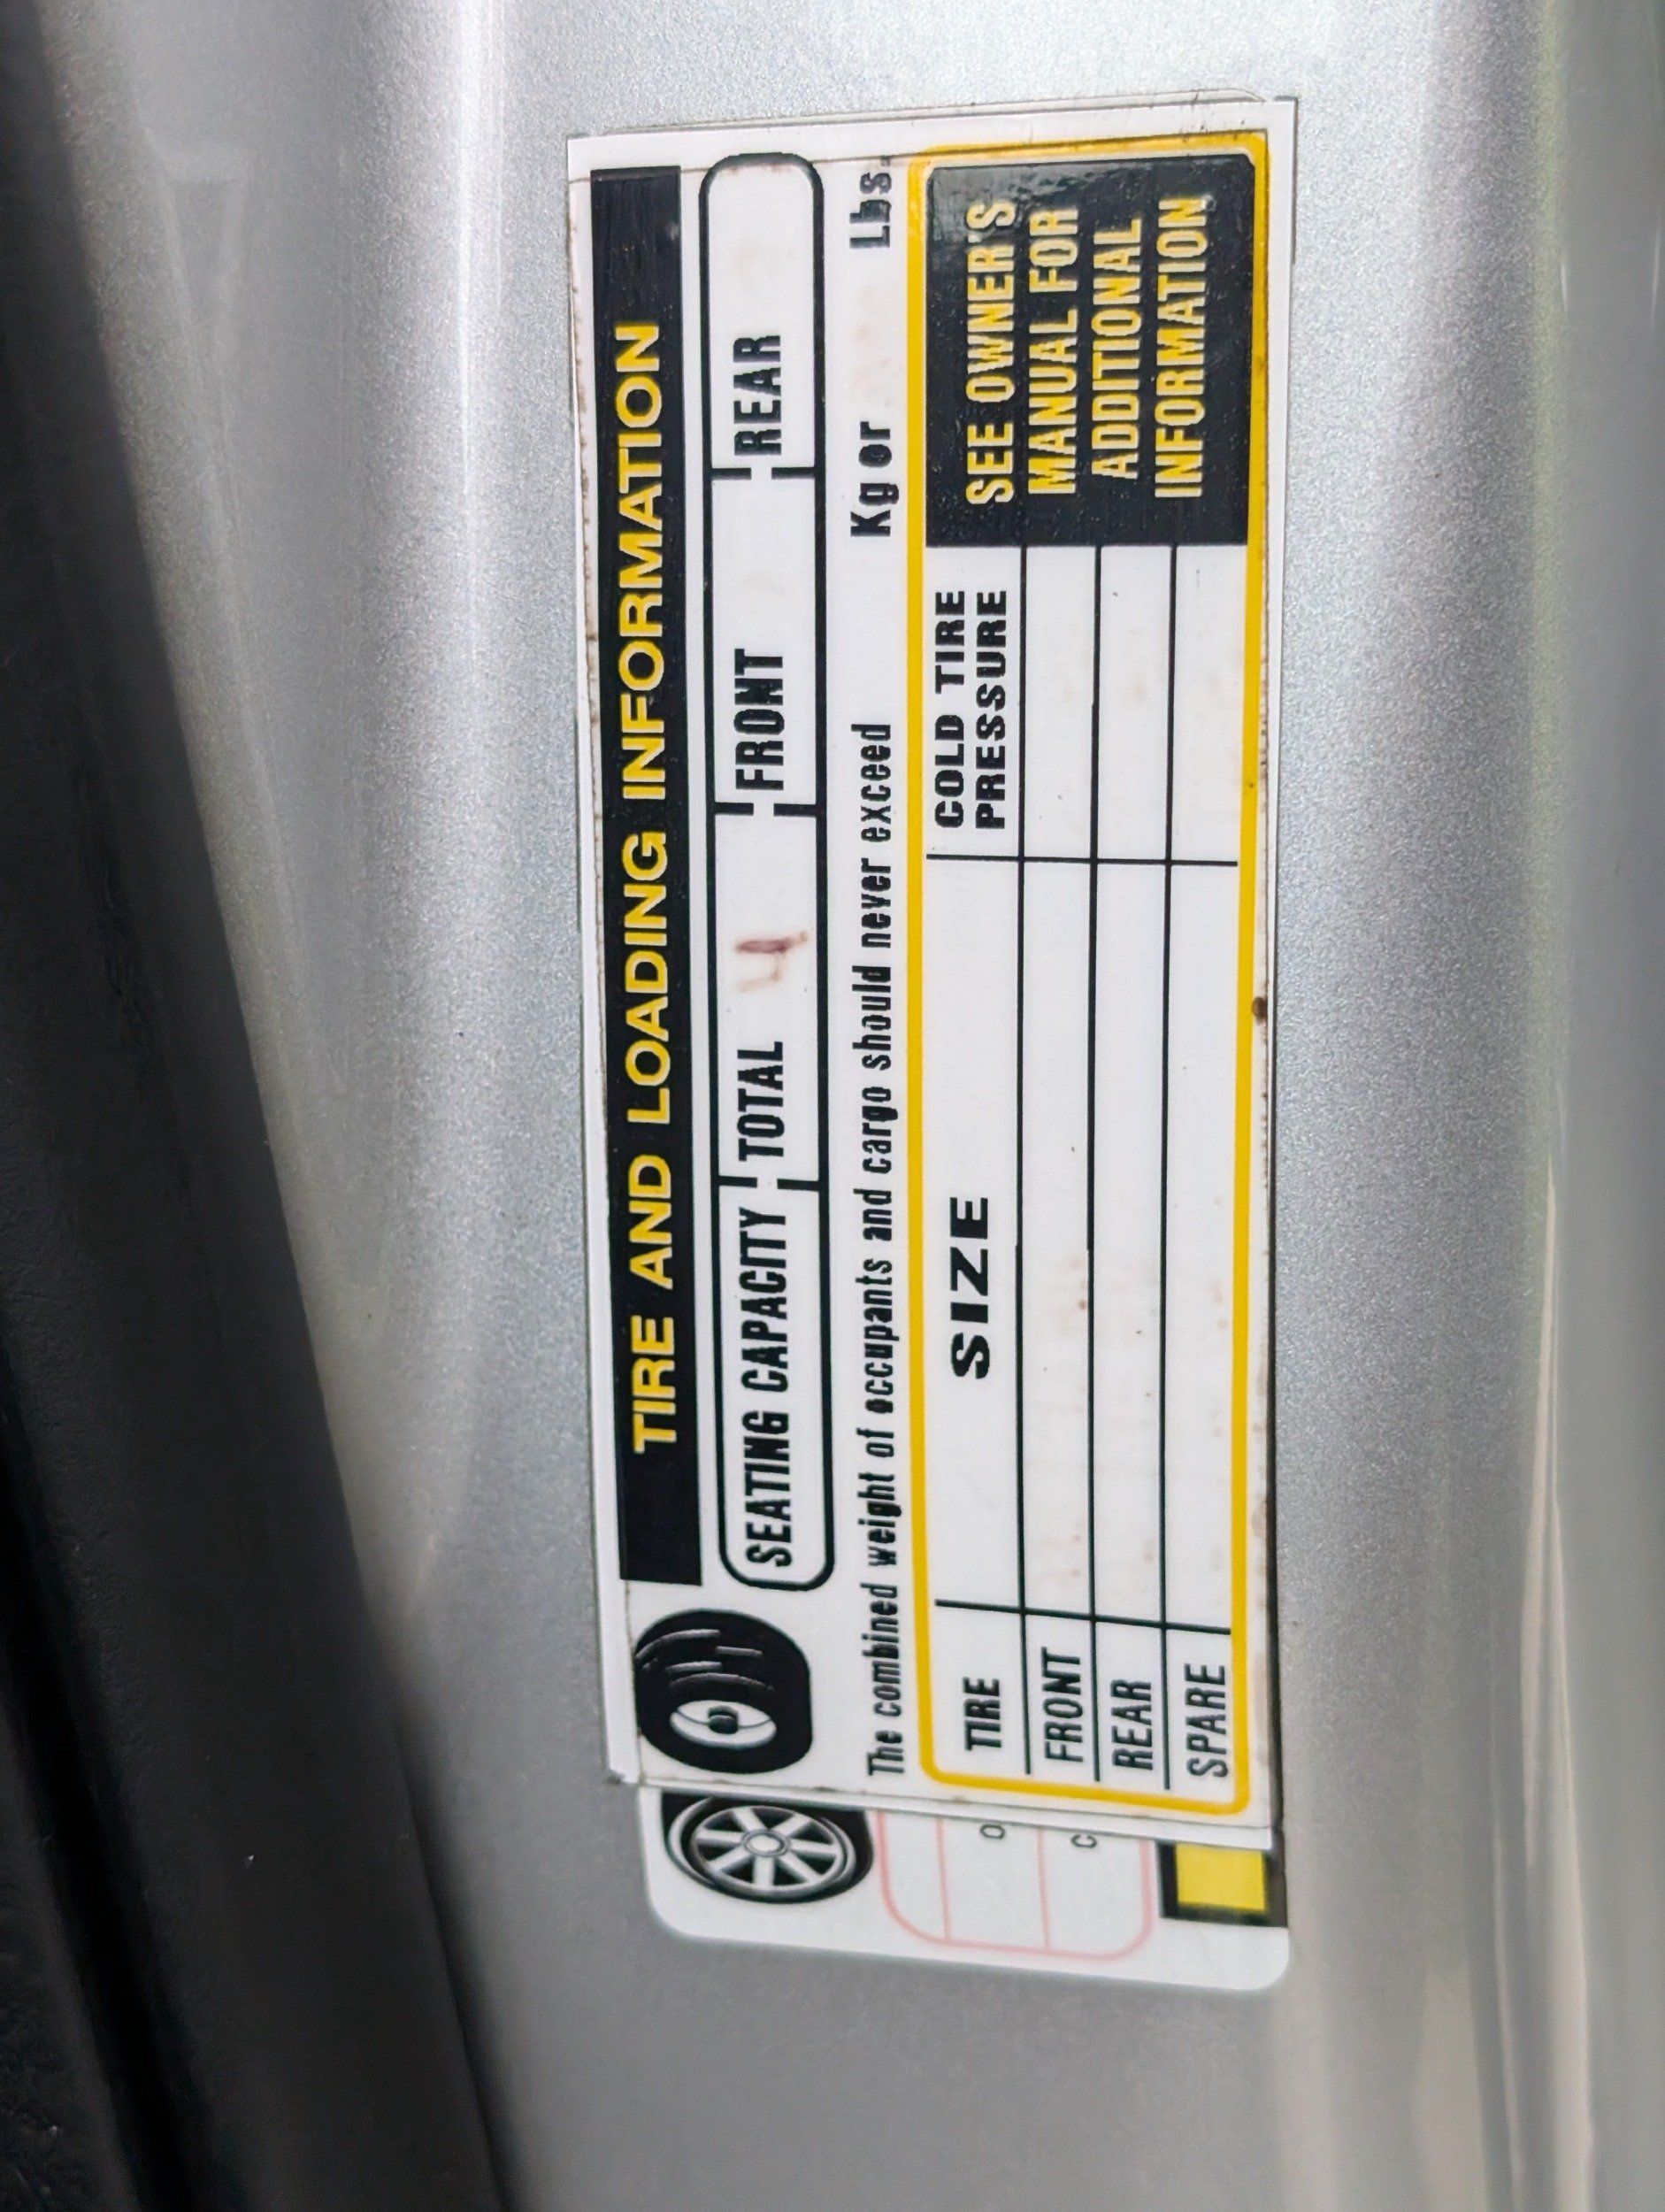 TIRE AND LOADING INFORMATION
SEATING CAPACITY TOTAL 4 FRONT REAR
The combined weight of occupants and cargo should never exceed Kg or Lbs.
TIRE SIZE COLD TIRE PRESSURE
FRONT
REAR
SPARE
SEE OWNER'S
MANUAL FOR
ADDITIONAL
INFORMATION
O
C